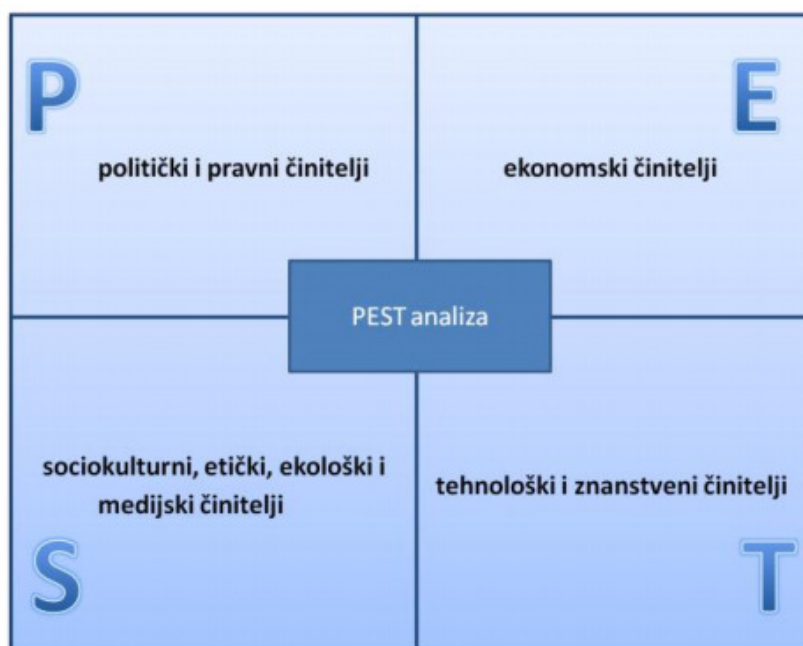 P
politički i pravni činitelji
E
ekonomski činitelji
PEST analiza
sociokulturni, etički, ekološki i
medijski činitelji
S
tehnološki i znanstveni činitelji
T